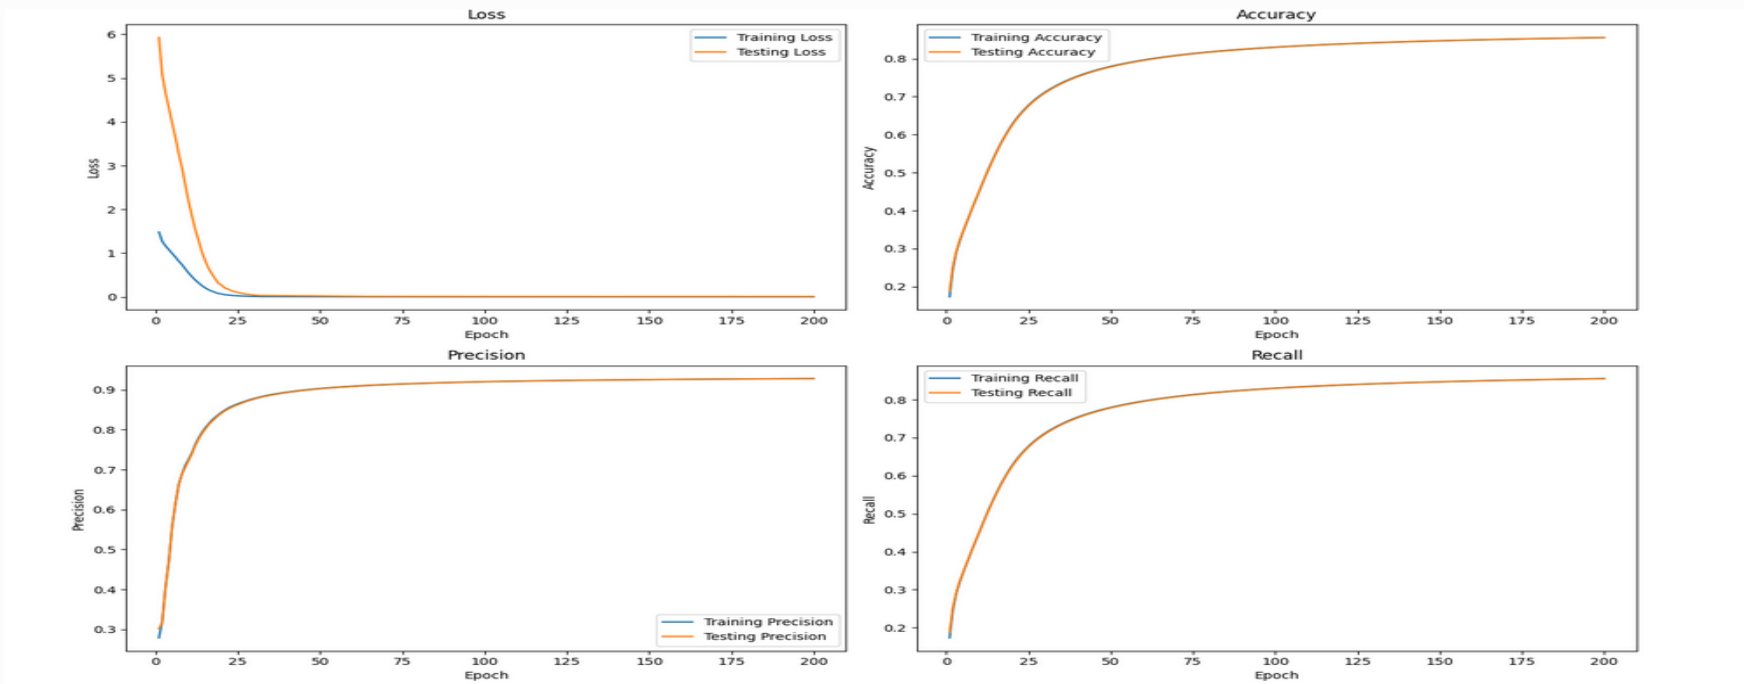 Loss
Training Loss
Testing Loss
6
5
4
3
2
1
0
Loss
0 25 50 75 100 125 150 175 200
Epoch
Accuracy
Training Accuracy
Testing Accuracy
0.8
0.7
0.6
0.5
0.4
0.3
0.2
Accuracy
0 25 50 75 100 125 150 175 200
Epoch
Precision
0.9
0.8
0.7
0.6
0.5
0.4
0.3
Precision
Training Precision
Testing Precision
0 25 50 75 100 125 150 175 200
Epoch
Recall
Training Recall
Testing Recall
0.8
0.7
0.6
0.5
0.4
0.3
0.2
Recall
0 25 50 75 100 125 150 175 200
Epoch